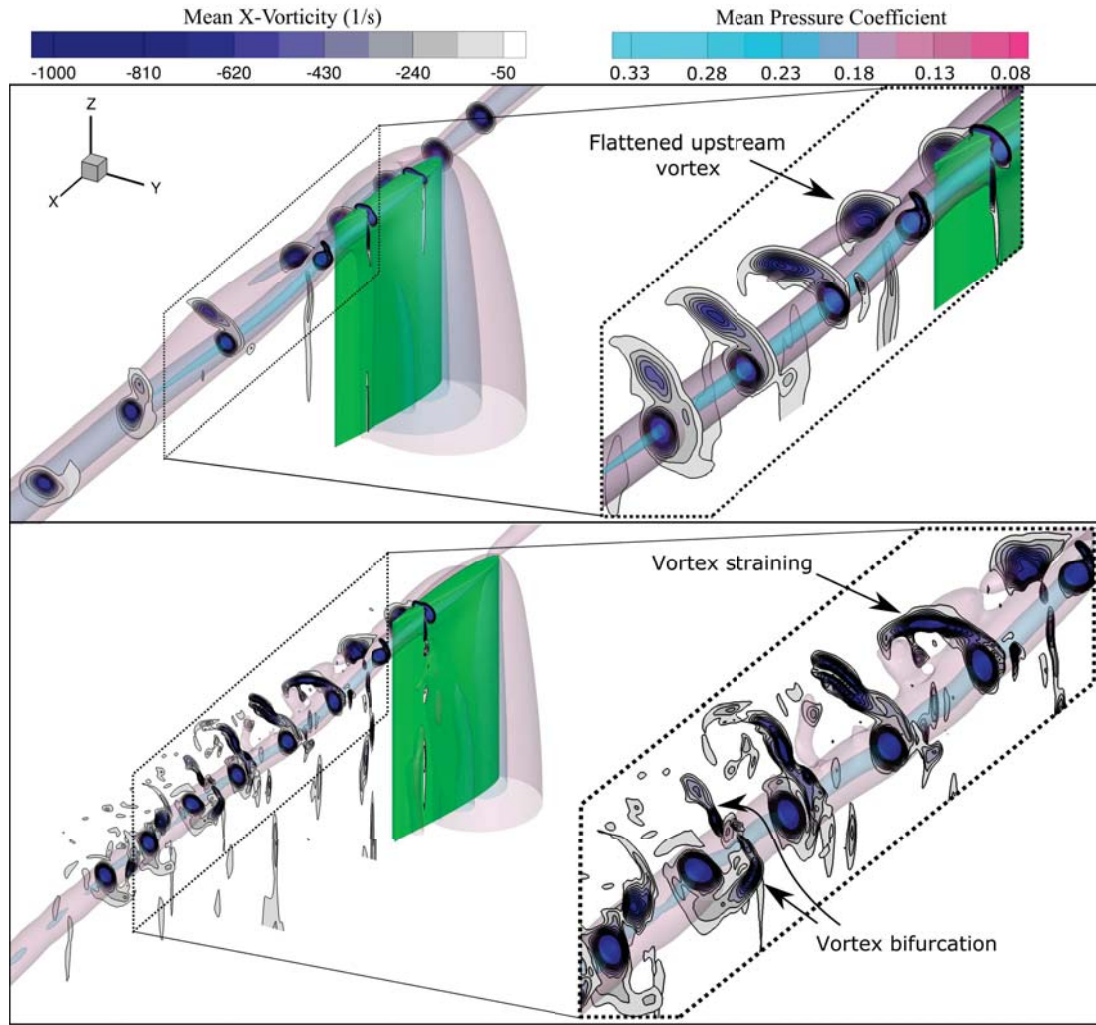 Mean X-Vorticity (1/s)
Mean Pressure Coefficient
-1000 -810 -620 -430 -240 -50
0.33 0.28 0.23 0.18 0.13 0.08
Z
X
Y
Flattened upstream
vortex
Vortex straining
Vortex bifurcation